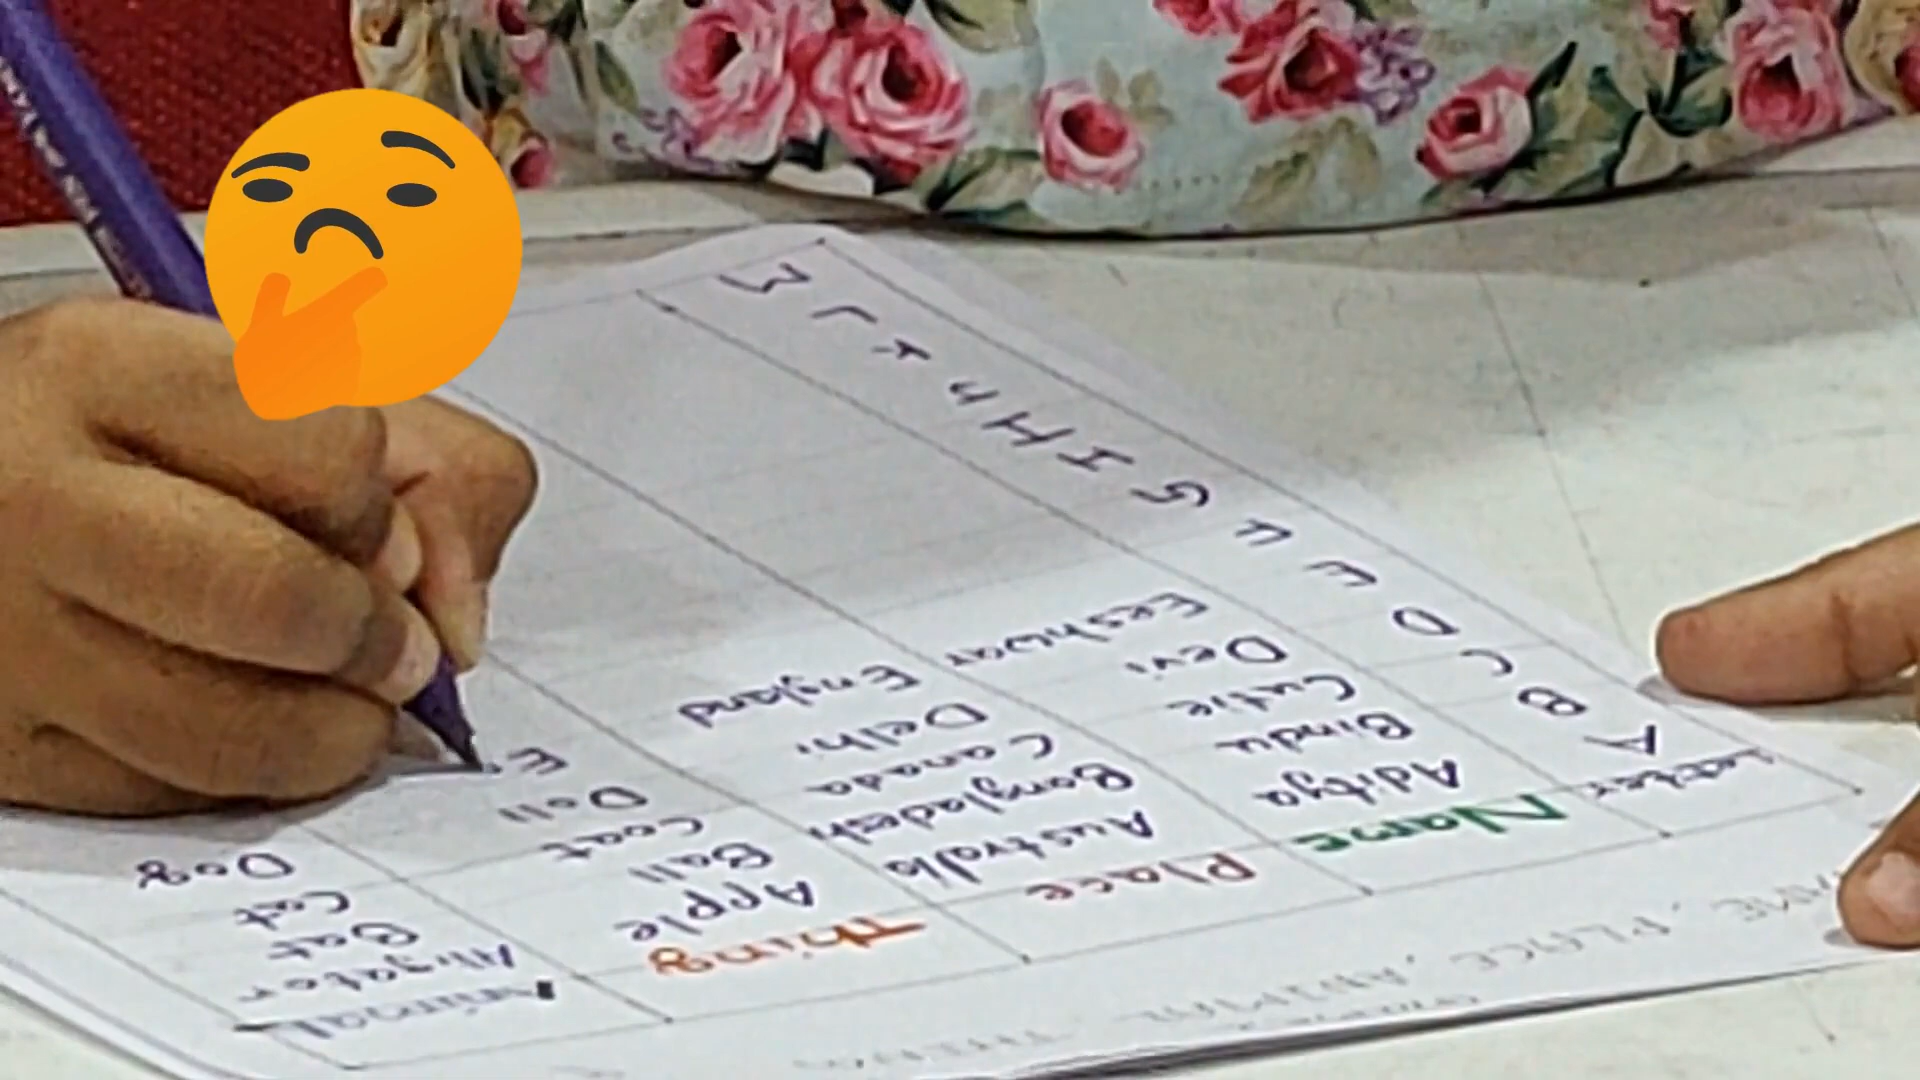 NAME, PLACE, ANIMAL, THING
Letter Name Place Thing Animal
A Aditya Australia Apple Aligator
B Bindu Bangladesh Ball Bat
C Cutie Canada Coat Cat
D Devi Delhi Doll Dog
E Eeshwar England E
F
G
I
H